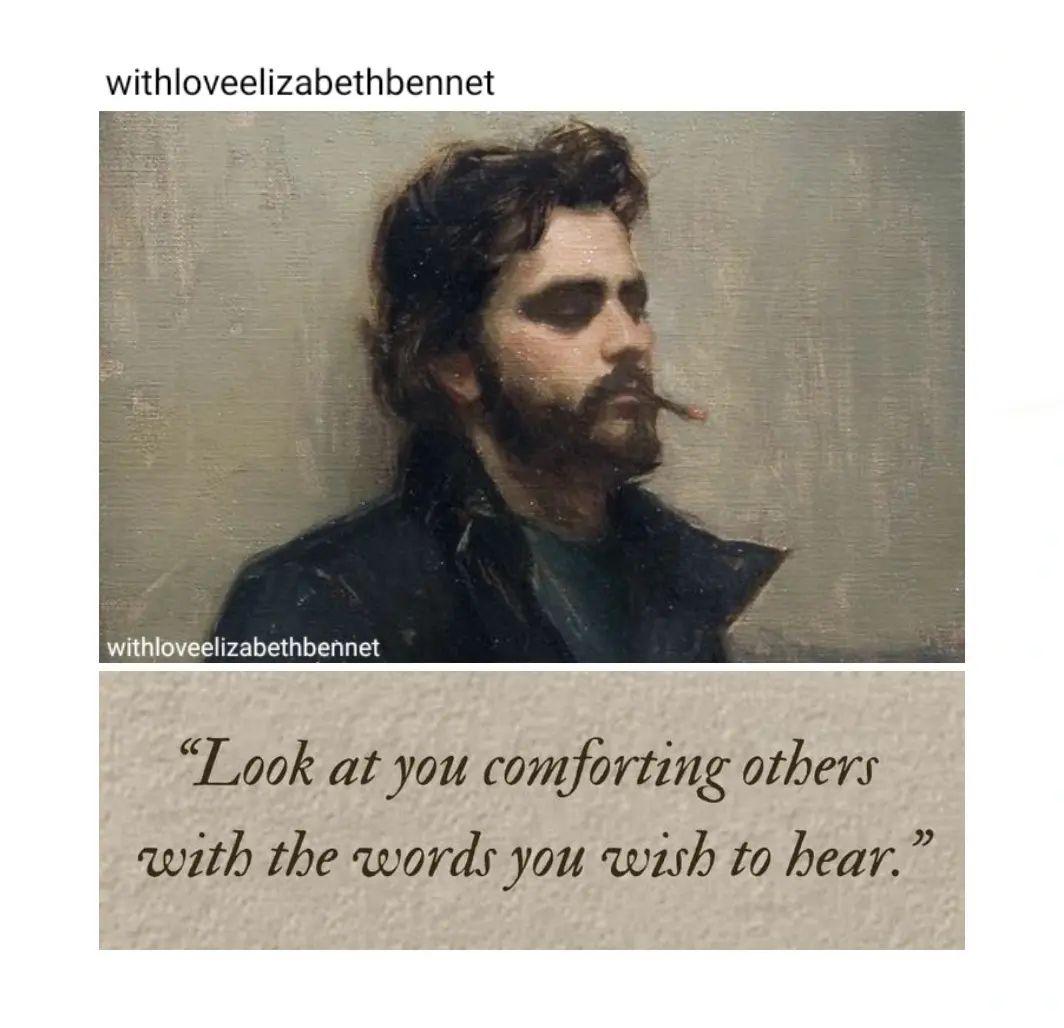 withloveelizabethbennet
withloveelizabethbennet
“Look at you comforting others
with the words you wish to hear.”